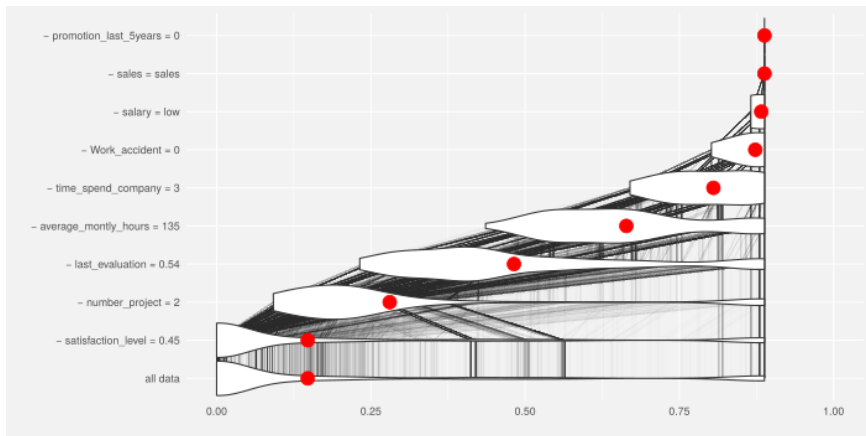 - promotion_last_5years = 0
- sales = sales
- salary = low
- Work_accident = 0
- time_spend_company = 3
- average_montly_hours = 135
- last_evaluation = 0.54
- number_project = 2
- satisfaction_level = 0.45
all data
0.00 0.25 0.50 0.75 1.00